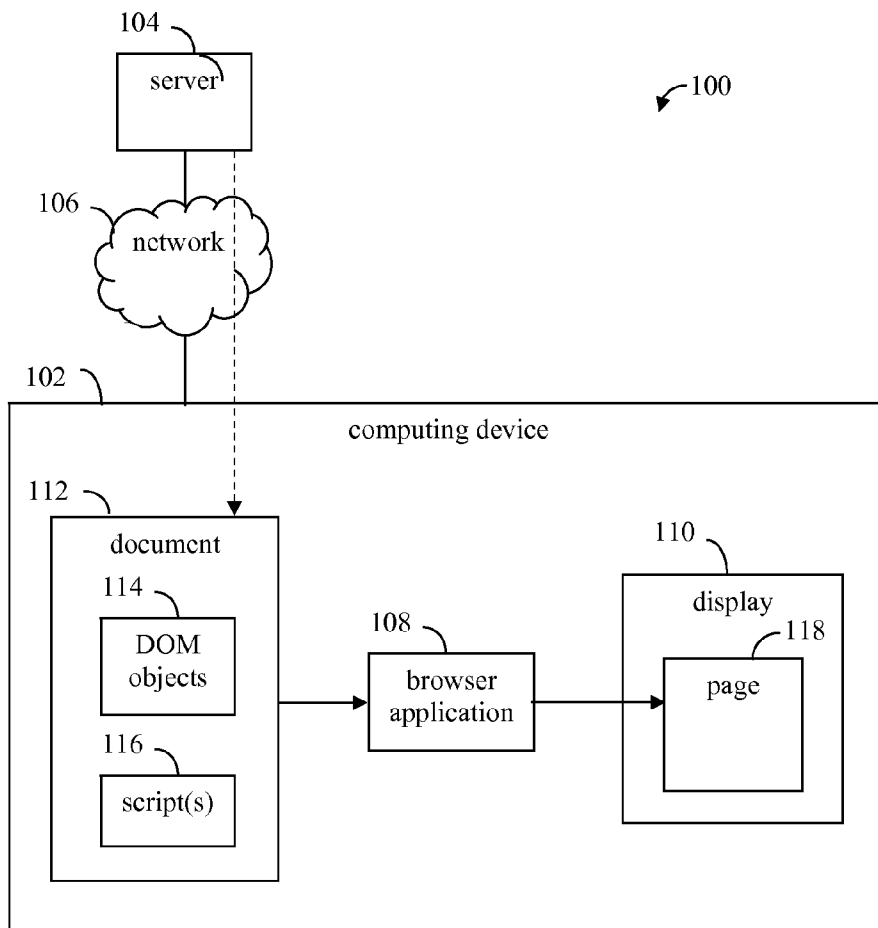 104
server
100
106
network
102
computing device
112
document
110
114
display
108
118
DOM
objects
browser
application
page
116
script(s)